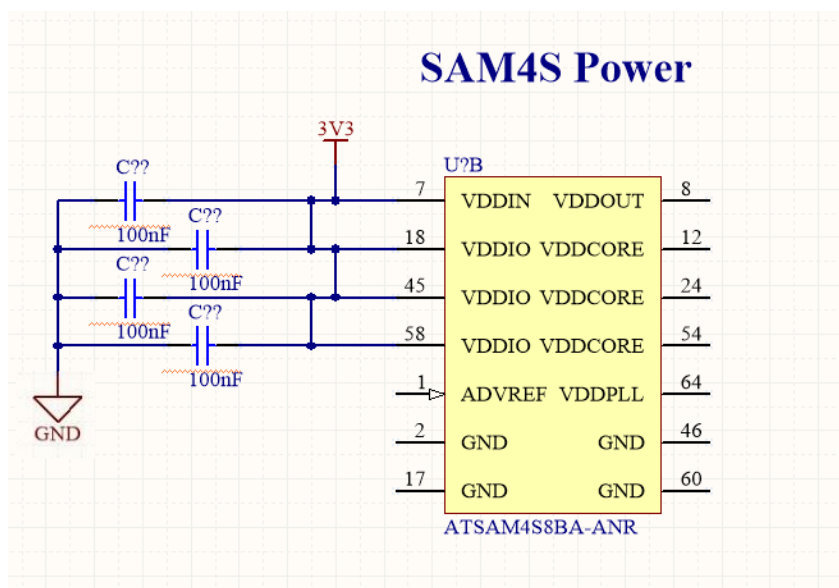 SAM4S Power
3V3
C??
100nF
C??
100nF
C??
100nF
C??
100nF
GND
U?B
7 VDDIN VDDOUT 8
18 VDDIO VDDCORE 12
45 VDDIO VDDCORE 24
58 VDDIO VDDCORE 54
1 ADVREF VDDPLL 64
2 GND GND 46
17 GND GND 60
ATSAM4S8BA-ANR